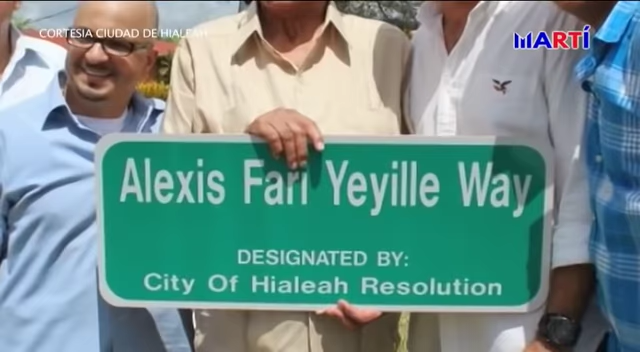 CORTESIA CIUDAD DE HIALEAH
MARTÍ
Alexis Fari Yeyille Way
DESIGNATED BY:
City Of Hialeah Resolution